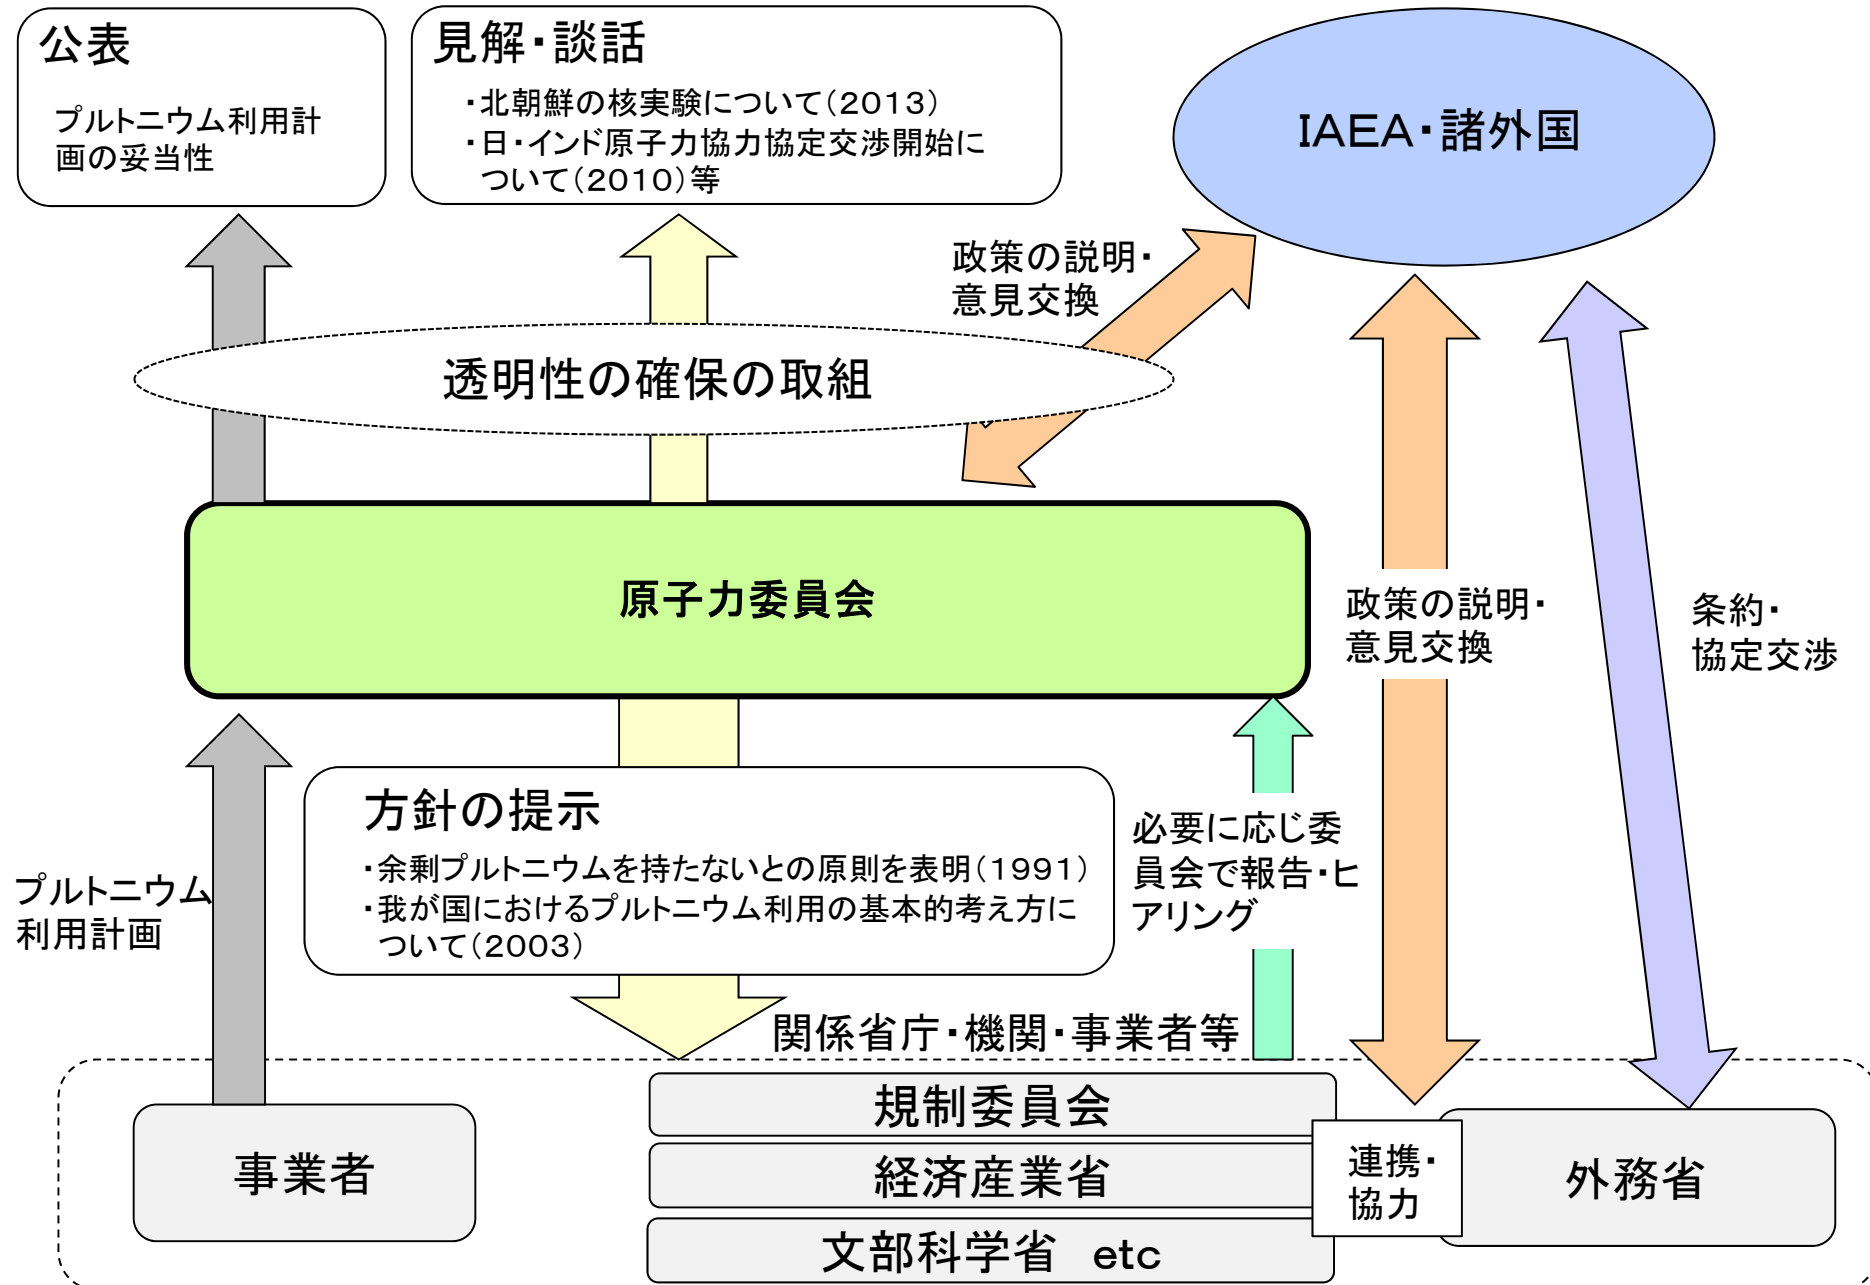 公表
プルトニウム利用計
画の妥当性
見解・談話
・北朝鮮の核実験について(2013)
・日・インド原子力協力協定交渉開始に
ついて(2010)等
IAEA・諸外国
政策の説明・
意見交換
透明性の確保の取組
原子力委員会
政策の説明・
意見交換
条約・
協定交渉
方針の提示
・余剰プルトニウムを持たないとの原則を表明(1991)
・我が国におけるプルトニウム利用の基本的考え方に
ついて(2003)
必要に応じ委
員会で報告・ヒ
アリング
プルトニウム
利用計画
関係省庁・機関・事業者等
事業者
規制委員会
経済産業省
文部科学省 etc
連携・
協力
外務省